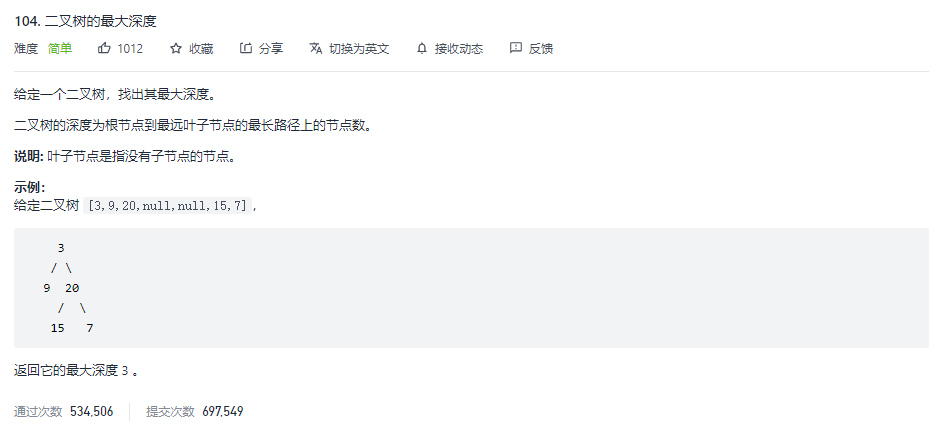 104. 二叉树的最大深度
难度 简单 1012 收藏 分享 切换为英文 接收动态 反馈
给定一个二叉树，找出其最大深度。
二叉树的深度为根节点到最远叶子节点的最长路径上的节点数。
说明: 叶子节点是指没有子节点的节点。
示例：
给定二叉树 [3,9,20,null,null,15,7]，
3
/ \
9 20
/ \
15 7
返回它的最大深度 3 。
通过次数 534,506 提交次数 697,549